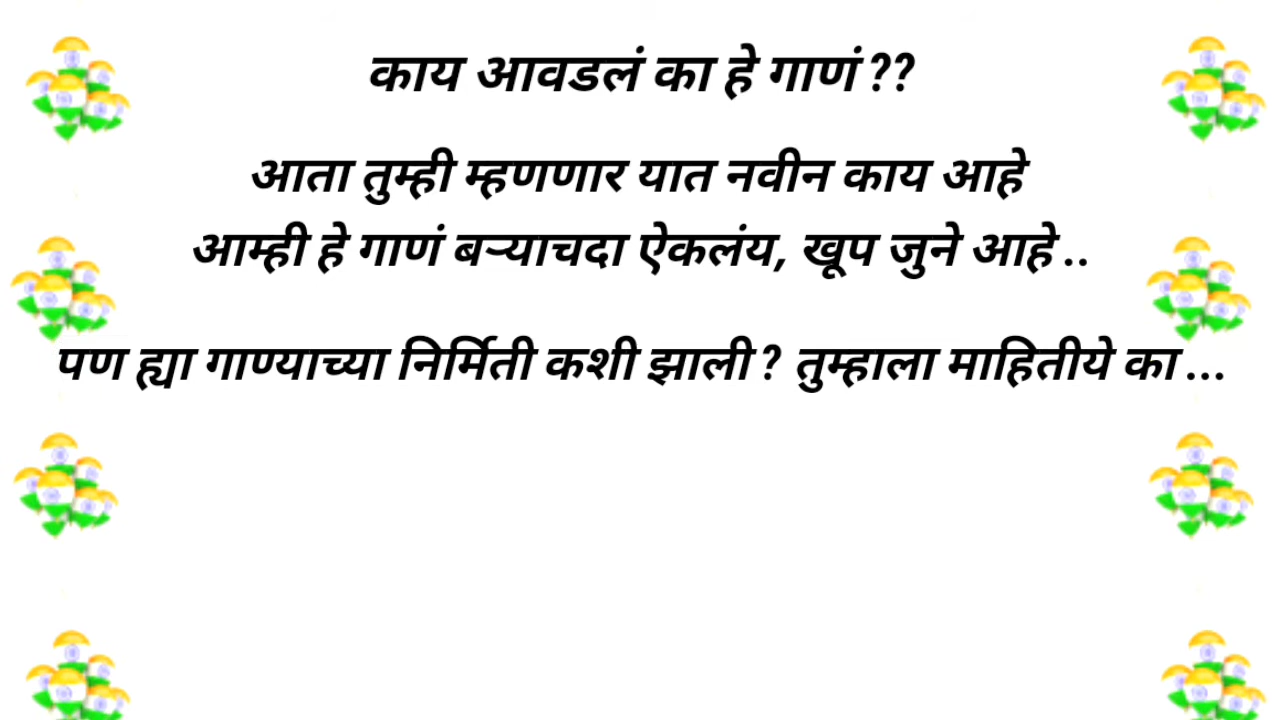 काय आवडलं का हे गाणं ??
आता तुम्ही म्हणणार यात नवीन काय आहे
आम्ही हे गाणं बऱ्याचदा ऐकलंय, खूप जुने आहे ..
पण ह्या गाण्याच्या निर्मिती कशी झाली ? तुम्हाला माहितीये का ...